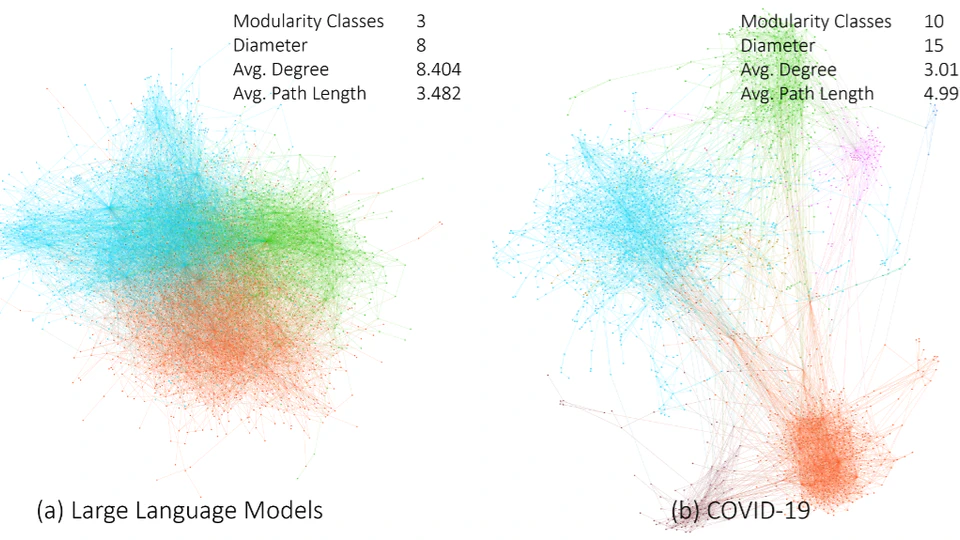 Modularity Classes 3
Diameter 8
Avg. Degree 8.404
Avg. Path Length 3.482
(a) Large Language Models
Modularity Classes 10
Diameter 15
Avg. Degree 3.01
Avg. Path Length 4.99
(b) COVID-19